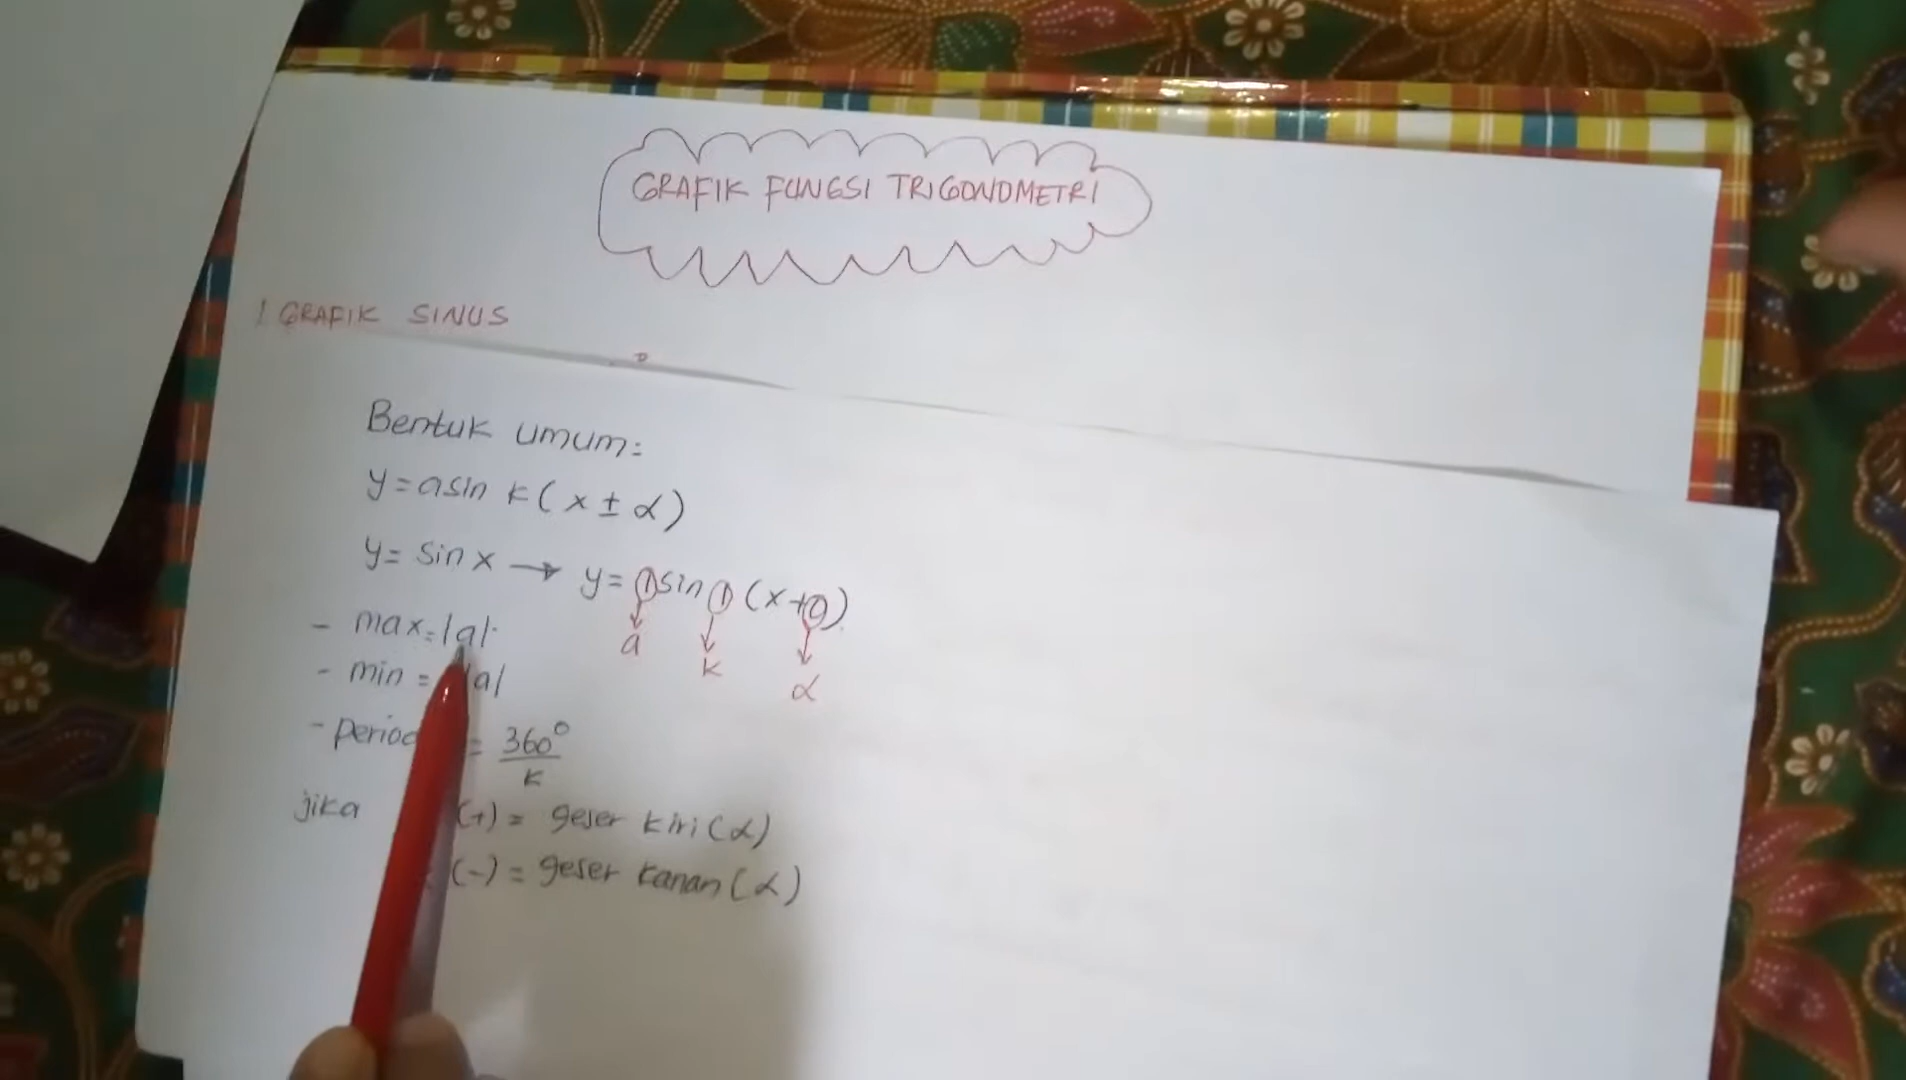 GRAFIK FUNGSI TRIGONOMETRI
1 GRAFIK SINUS
Bentuk umum:
y = a sin k ( x ± α )
y = sin x → y = 1 sin 1 (x+0)
a k α
- max = |a|
- min = |a|
- Period = 360° / k
jika (+) = geser kiri (α)
(-) = geser kanan (α)